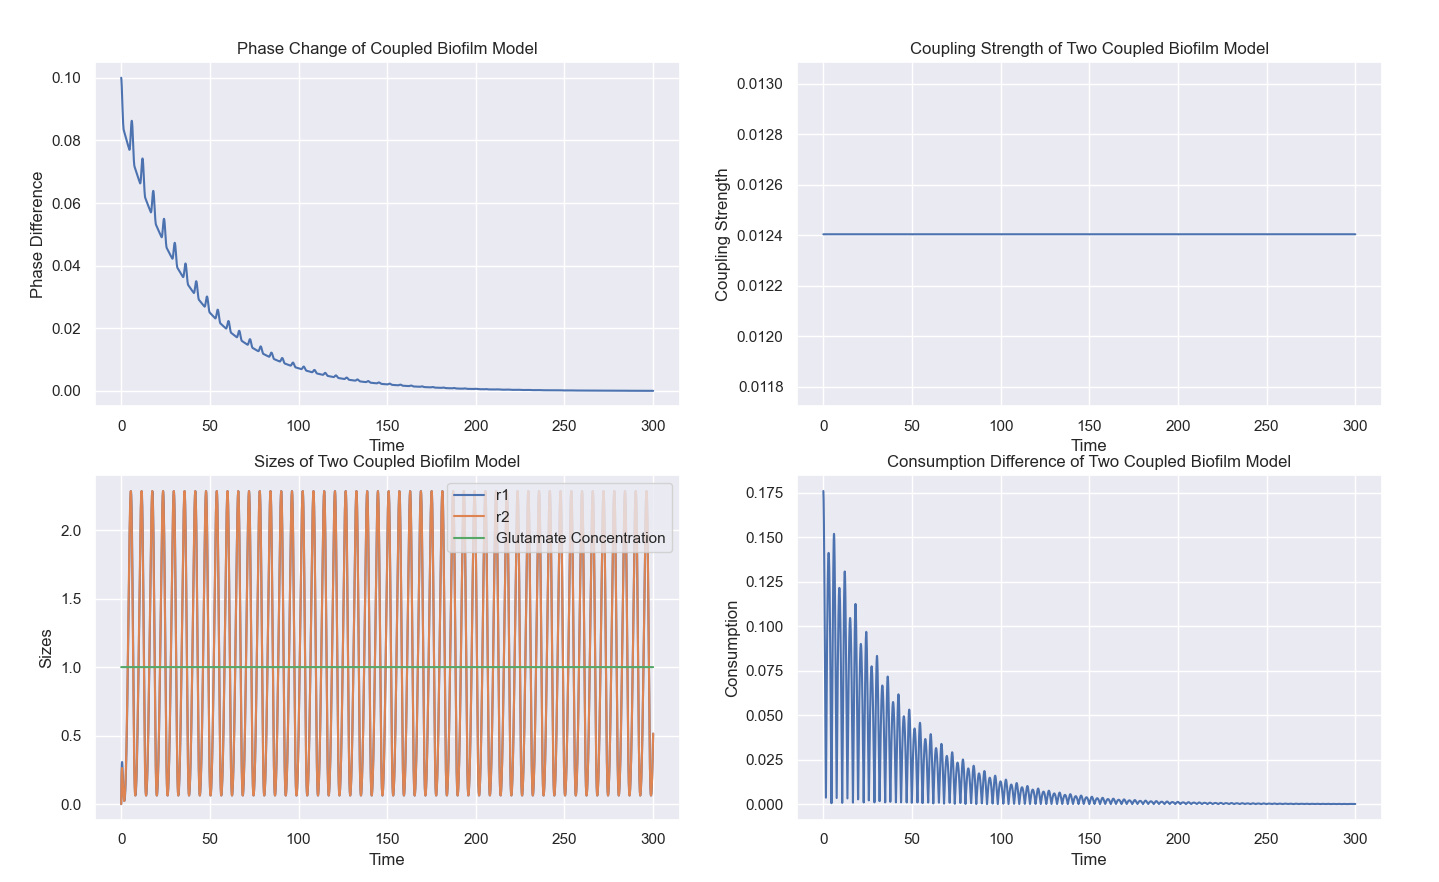 Phase Change of Coupled Biofilm Model
Phase Difference
0.10
0.08
0.06
0.04
0.02
0.00
0 50 100 150 200 250 300
Time
Coupling Strength of Two Coupled Biofilm Model
Coupling Strength
0.0130
0.0128
0.0126
0.0124
0.0122
0.0120
0.0118
0 50 100 150 200 250 300
Time
Sizes of Two Coupled Biofilm Model
Sizes
2.0
1.5
1.0
0.5
0.0
r1
r2
Glutamate Concentration
0 50 100 150 200 250 300
Time
Consumption Difference of Two Coupled Biofilm Model
Consumption
0.175
0.150
0.125
0.100
0.075
0.050
0.025
0.000
0 50 100 150 200 250 300
Time